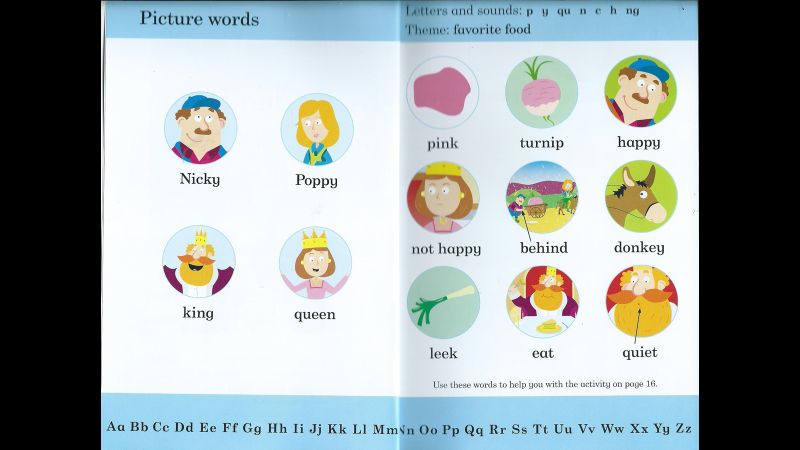 Picture words
Nicky
Poppy
king
queen
Letters and sounds: p y qu n c h ng
Theme: favorite food
pink
turnip
happy
not happy
behind
donkey
leek
eat
quiet
Use these words to help you with the activity on page 16.
Aa Bb Cc Dd Ee Ff Gg Hh Ii Jj Kk Ll Mm Nn Oo Pp Qq Rr Ss Tt Uu Vv Ww Xx Yy Zz